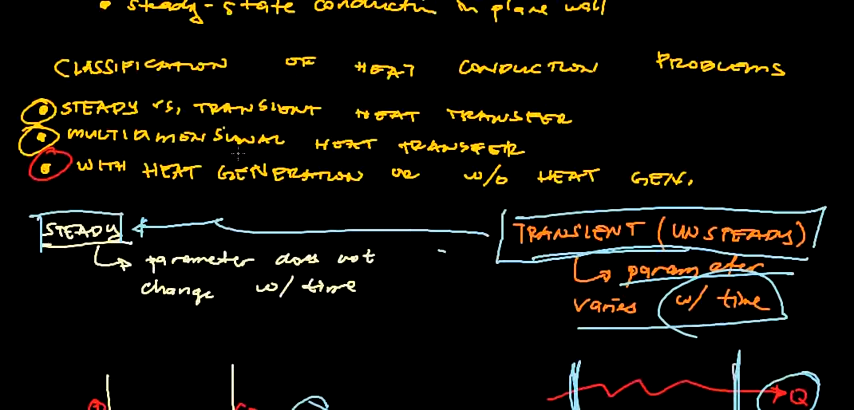 • steady-state conduction in plane wall
CLASSIFICATION OF HEAT CONDUCTION PROBLEMS
• STEADY vs. TRANSIENT HEAT TRANSFER
• MULTIDIMENSIONAL HEAT TRANSFER
• WITH HEAT GENERATION OR w/o HEAT GEN.
STEADY
↳ parameter does not
change w/ time
TRANSIENT (UNSTEADY)
↳ parameter
varies w/ time
Q